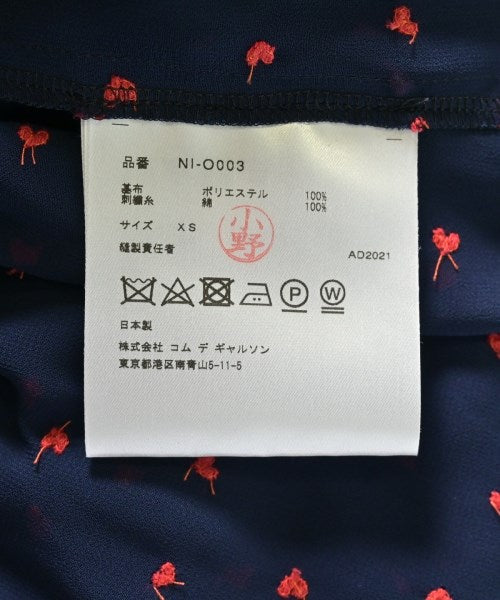 品番 NI-O003
基布 ポリエステル 100%
刺繍糸 綿 100%
サイズ XS
小野
縫製責任者
AD2021
P W
日本製
株式会社 コム デ ギャルソン
東京都港区南青山5-11-5